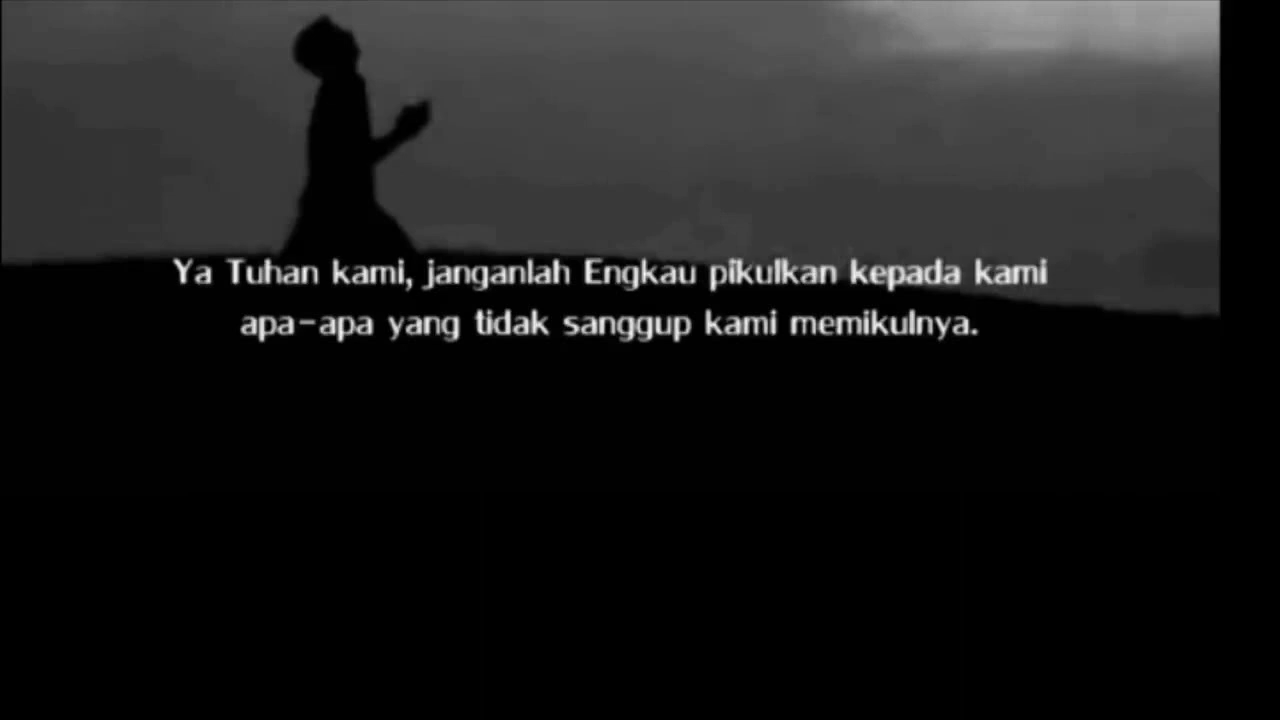 Ya Tuhan kami, janganlah Engkau pikulkan kepada kami
apa-apa yang tidak sanggup kami memikulnya.